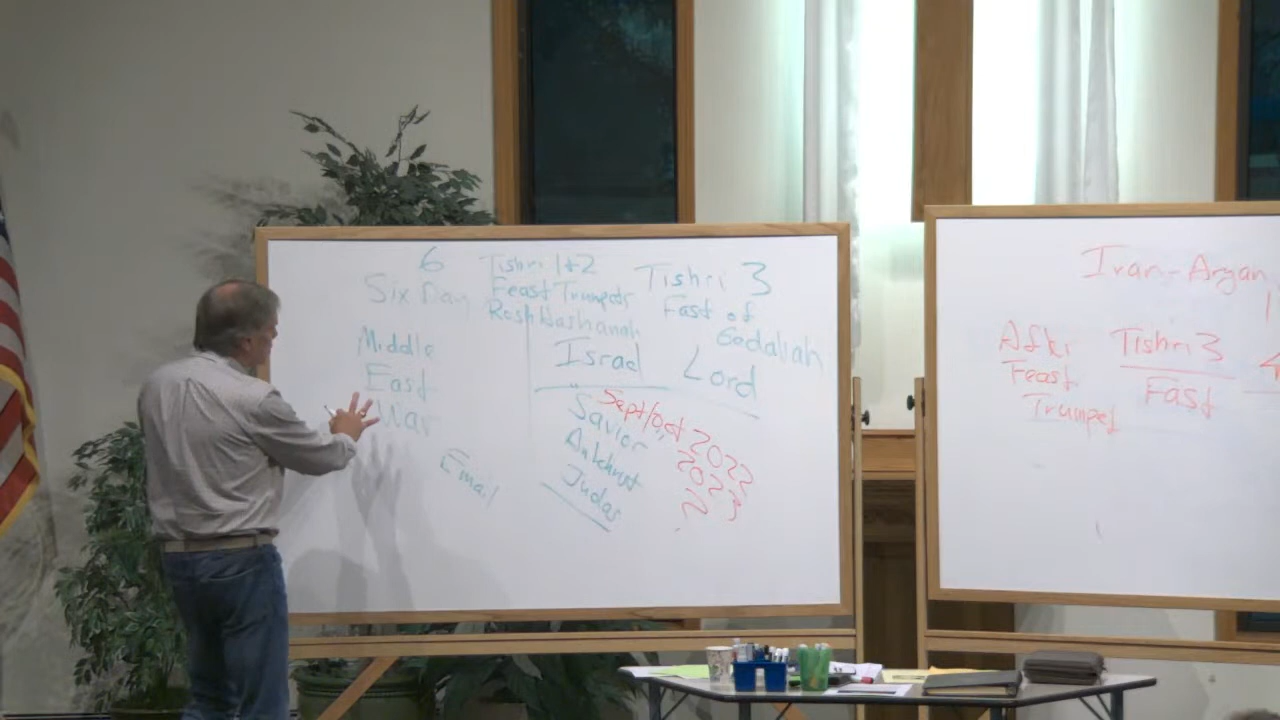 6
Six Day
Middle
East
War
Email
Tishri 1+2
Feast Trumpets
Rosh Hashanah
Israel
Savior
Antichrist
Judas
Tishri 3
Fast of
Gedaliah
Lord
Sept/Oct 2022
2023
?
Iran-Aryan
Feast
Trumpet
Tishri 3
Fast
4